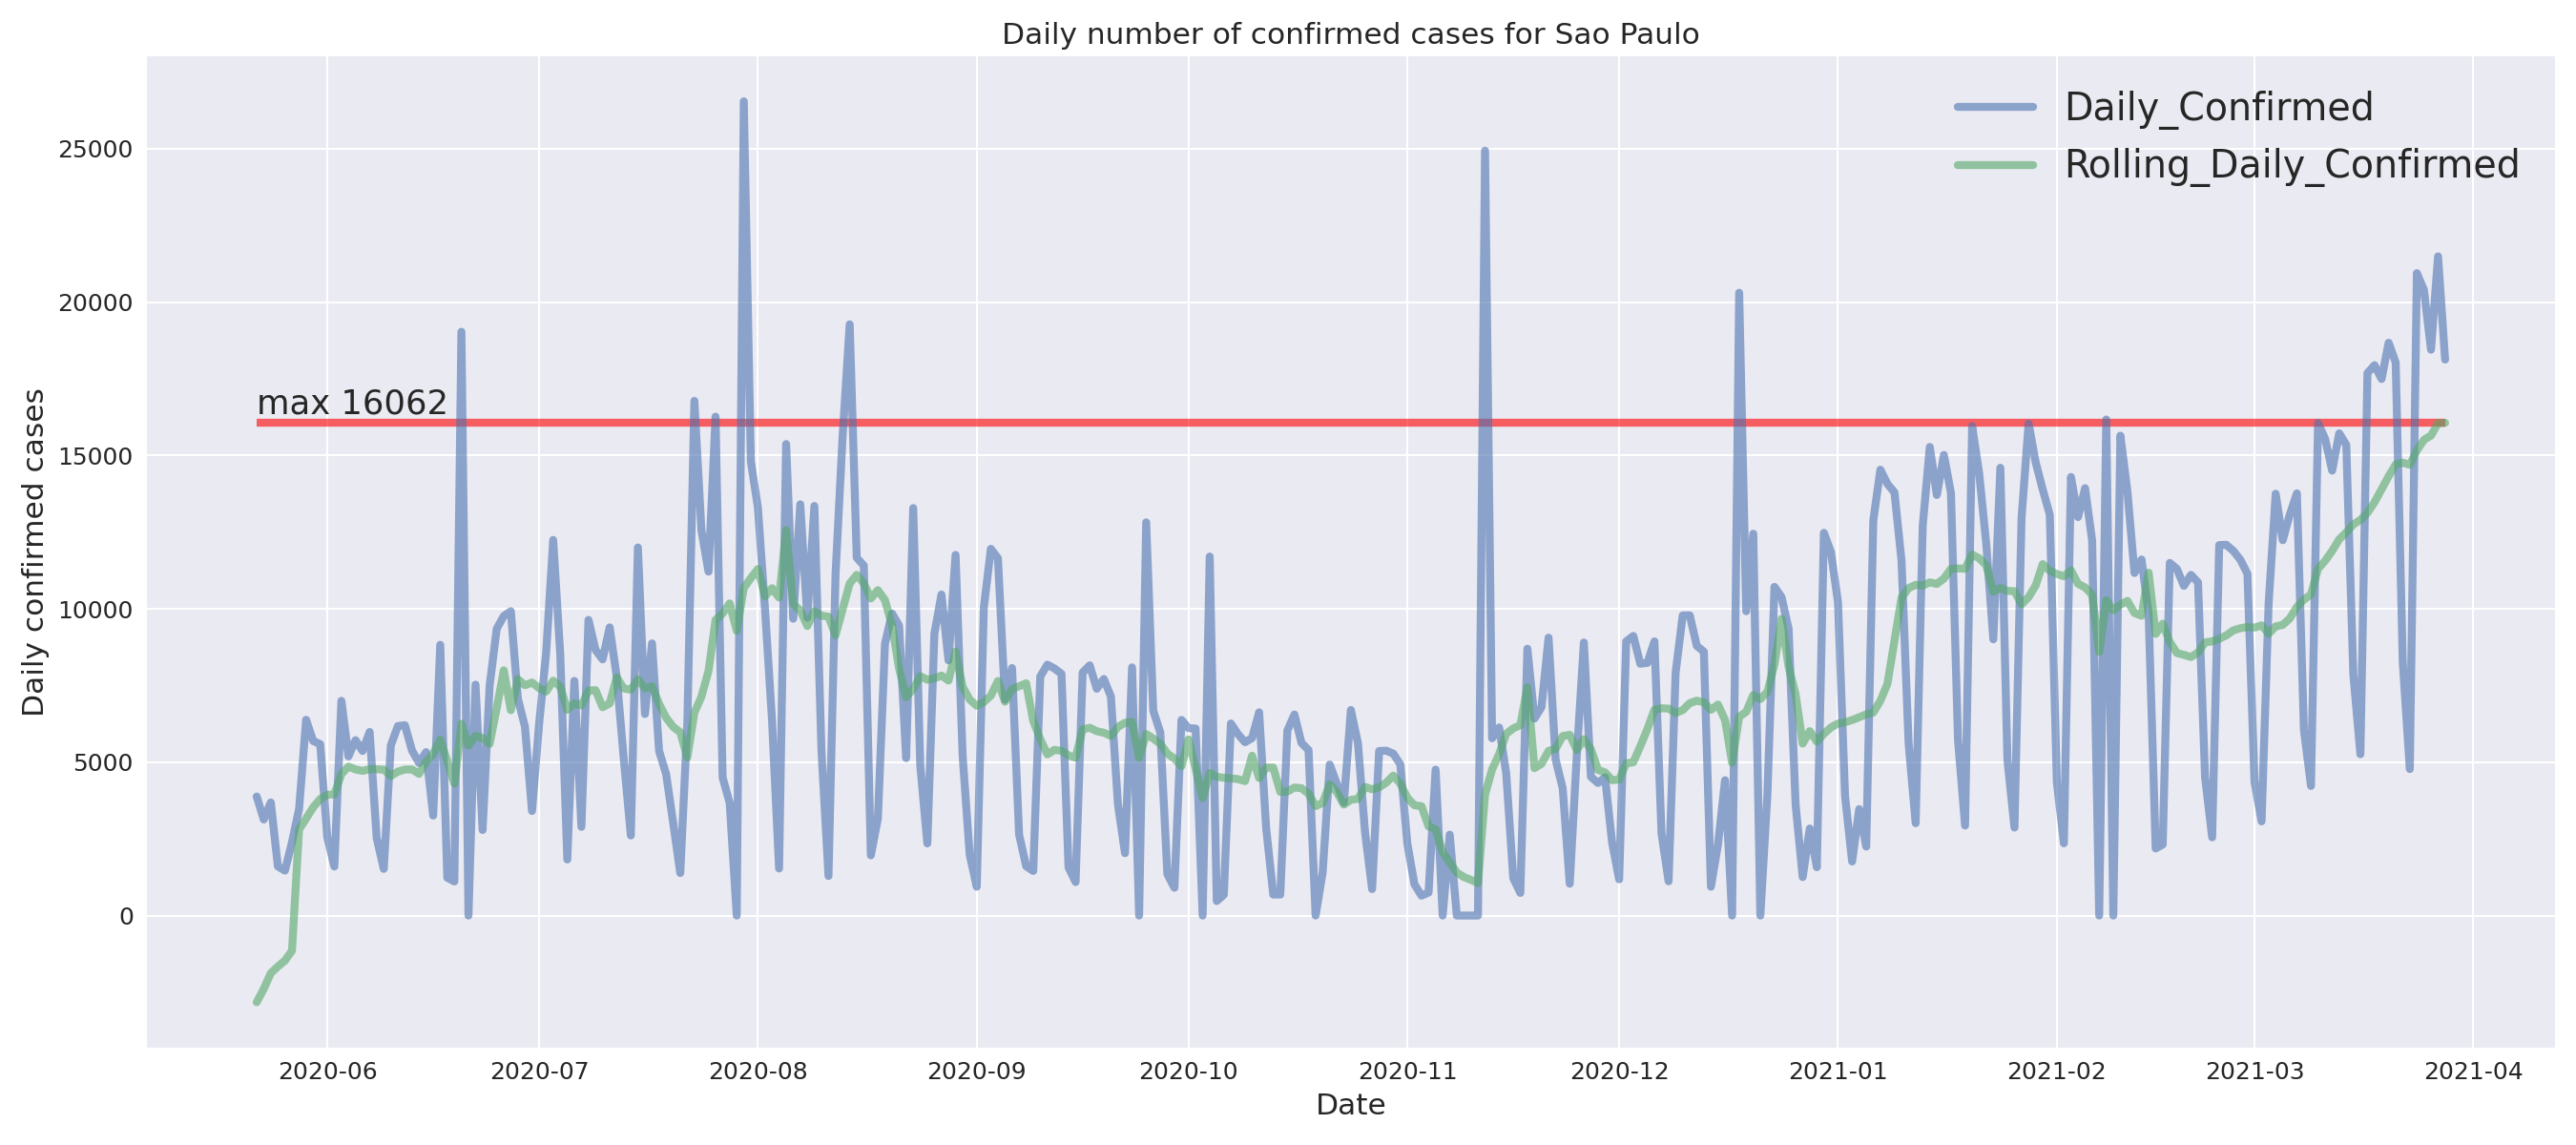 Daily number of confirmed cases for Sao Paulo
Daily_Confirmed
Rolling_Daily_Confirmed
max 16062
Daily confirmed cases
25000
20000
15000
10000
5000
0
2020-06 2020-07 2020-08 2020-09 2020-10 2020-11 2020-12 2021-01 2021-02 2021-03 2021-04
Date